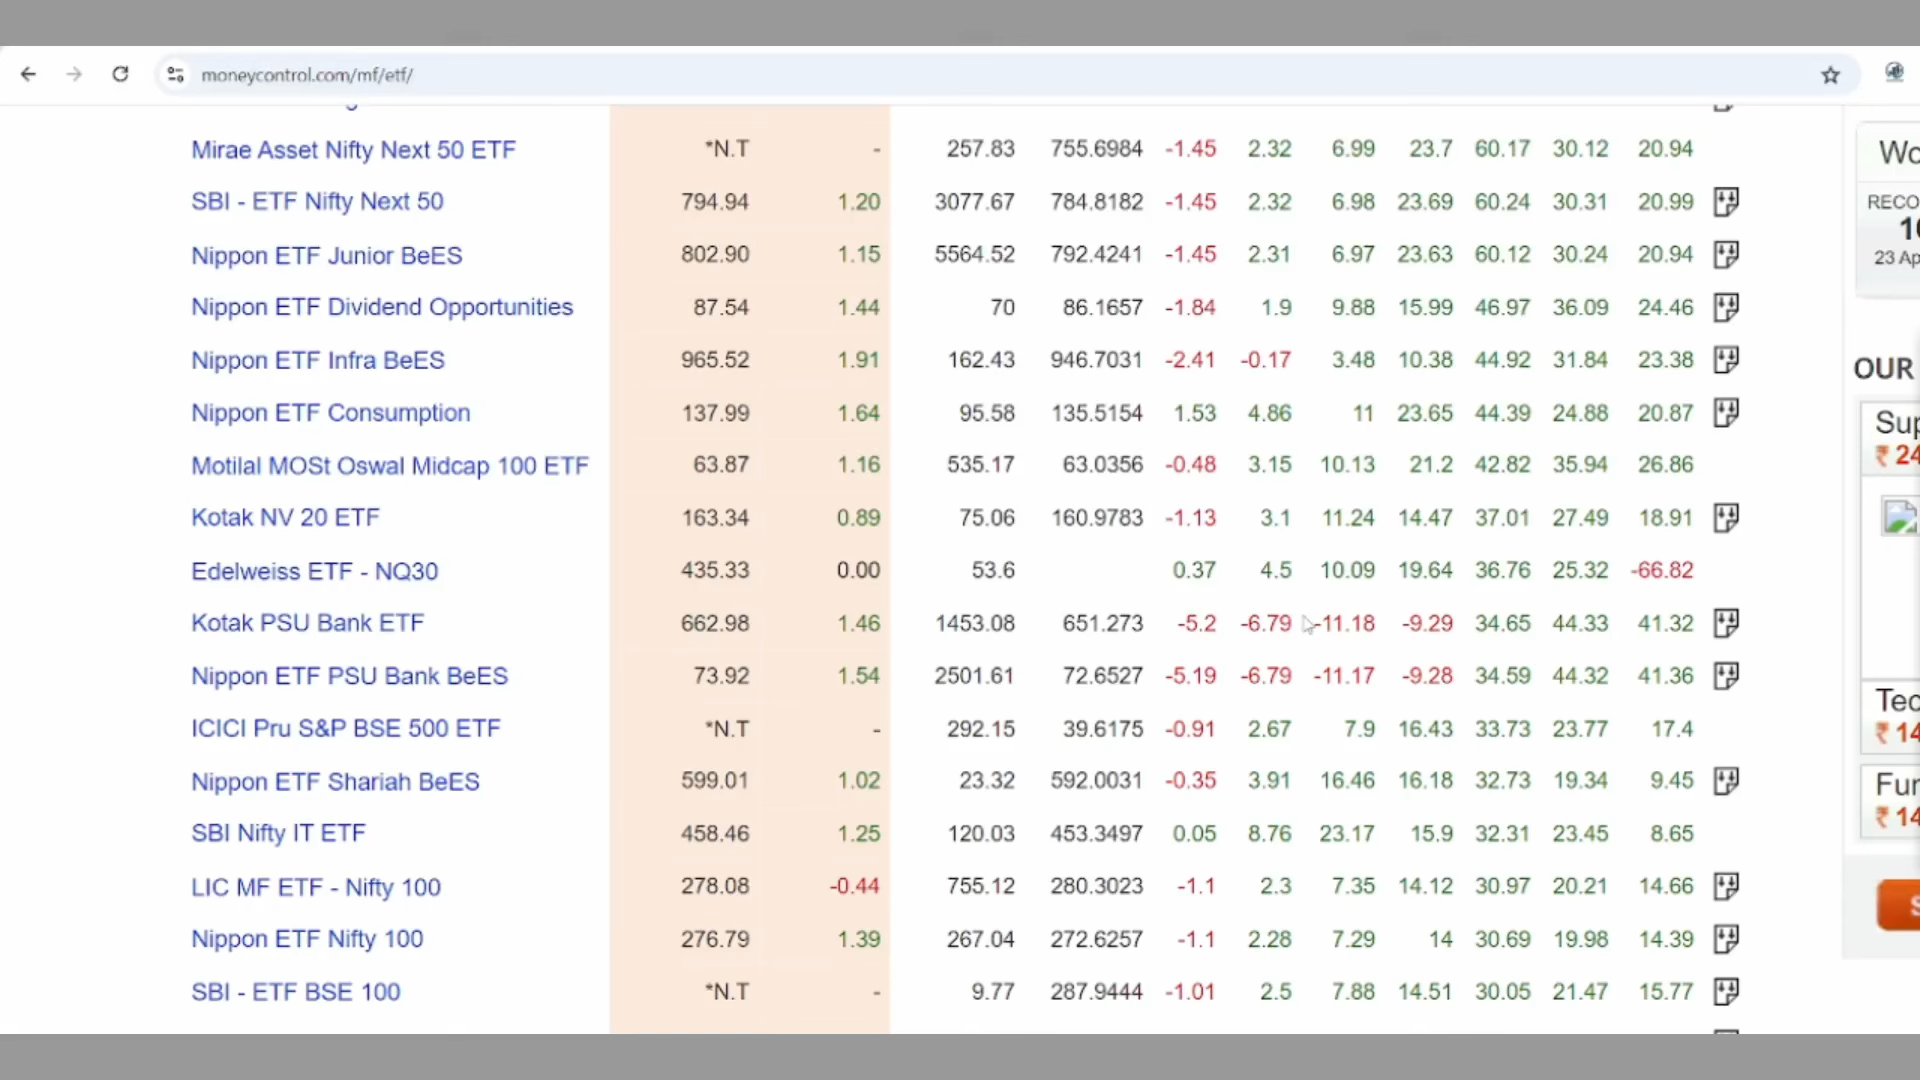 moneycontrol.com/mf/etf/
Mirae Asset Nifty Next 50 ETF *N.T - 257.83 755.6984 -1.45 2.32 6.99 23.7 60.17 30.12 20.94
SBI - ETF Nifty Next 50 794.94 1.20 3077.67 784.8182 -1.45 2.32 6.98 23.69 60.24 30.31 20.99
Nippon ETF Junior BeES 802.90 1.15 5564.52 792.4241 -1.45 2.31 6.97 23.63 60.12 30.24 20.94
Nippon ETF Dividend Opportunities 87.54 1.44 70 86.1657 -1.84 1.9 9.88 15.99 46.97 36.09 24.46
Nippon ETF Infra BeES 965.52 1.91 162.43 946.7031 -2.41 -0.17 3.48 10.38 44.92 31.84 23.38
Nippon ETF Consumption 137.99 1.64 95.58 135.5154 1.53 4.86 11 23.65 44.39 24.88 20.87
Motilal MOSt Oswal Midcap 100 ETF 63.87 1.16 535.17 63.0356 -0.48 3.15 10.13 21.2 42.82 35.94 26.86
Kotak NV 20 ETF 163.34 0.89 75.06 160.9783 -1.13 3.1 11.24 14.47 37.01 27.49 18.91
Edelweiss ETF - NQ30 435.33 0.00 53.6 0.37 4.5 10.09 19.64 36.76 25.32 -66.82
Kotak PSU Bank ETF 662.98 1.46 1453.08 651.273 -5.2 -6.79 -11.18 -9.29 34.65 44.33 41.32
Nippon ETF PSU Bank BeES 73.92 1.54 2501.61 72.6527 -5.19 -6.79 -11.17 -9.28 34.59 44.32 41.36
ICICI Pru S&P BSE 500 ETF *N.T - 292.15 39.6175 -0.91 2.67 7.9 16.43 33.73 23.77 17.4
Nippon ETF Shariah BeES 599.01 1.02 23.32 592.0031 -0.35 3.91 16.46 16.18 32.73 19.34 9.45
SBI Nifty IT ETF 458.46 1.25 120.03 453.3497 0.05 8.76 23.17 15.9 32.31 23.45 8.65
LIC MF ETF - Nifty 100 278.08 -0.44 755.12 280.3023 -1.1 2.3 7.35 14.12 30.97 20.21 14.66
Nippon ETF Nifty 100 276.79 1.39 267.04 272.6257 -1.1 2.28 7.29 14 30.69 19.98 14.39
SBI - ETF BSE 100 *N.T - 9.77 287.9444 -1.01 2.5 7.88 14.51 30.05 21.47 15.77
23 Ap
OUR
₹ 24
₹ 14
₹ 14